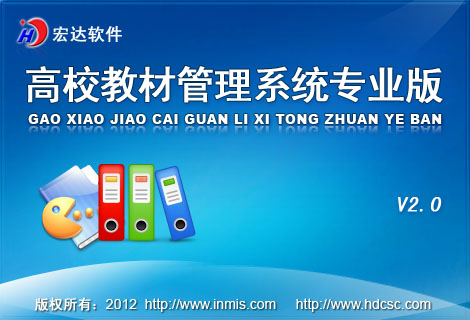 宏达软件
高校教材管理系统专业版
GAO XIAO JIAO CAI GUAN LI XI TONG ZHUAN YE BAN
V2.0
版权所有：2012 http://www.inmis.com http://www.hdcsc.com